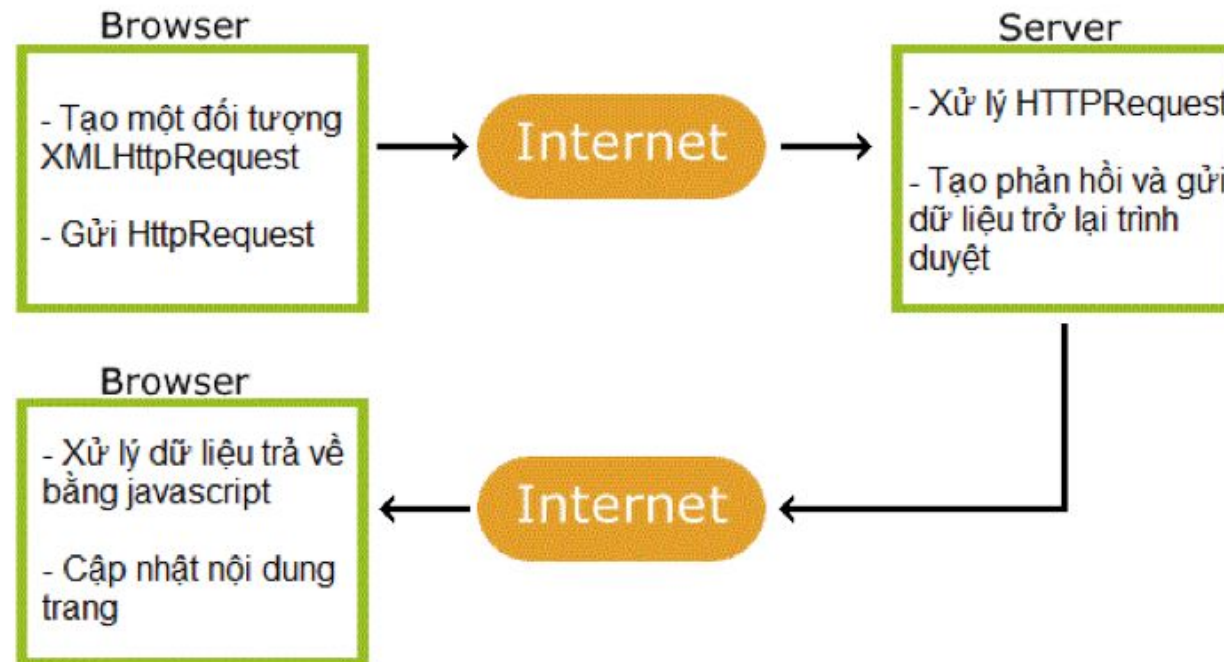 Browser
- Tạo một đối tượng
XMLHttpRequest
- Gửi HttpRequest
Internet
Server
- Xử lý HTTPRequest
- Tạo phản hồi và gửi
dữ liệu trở lại trình
duyệt
Browser
- Xử lý dữ liệu trả về
bằng javascript
- Cập nhật nội dung
trang
Internet